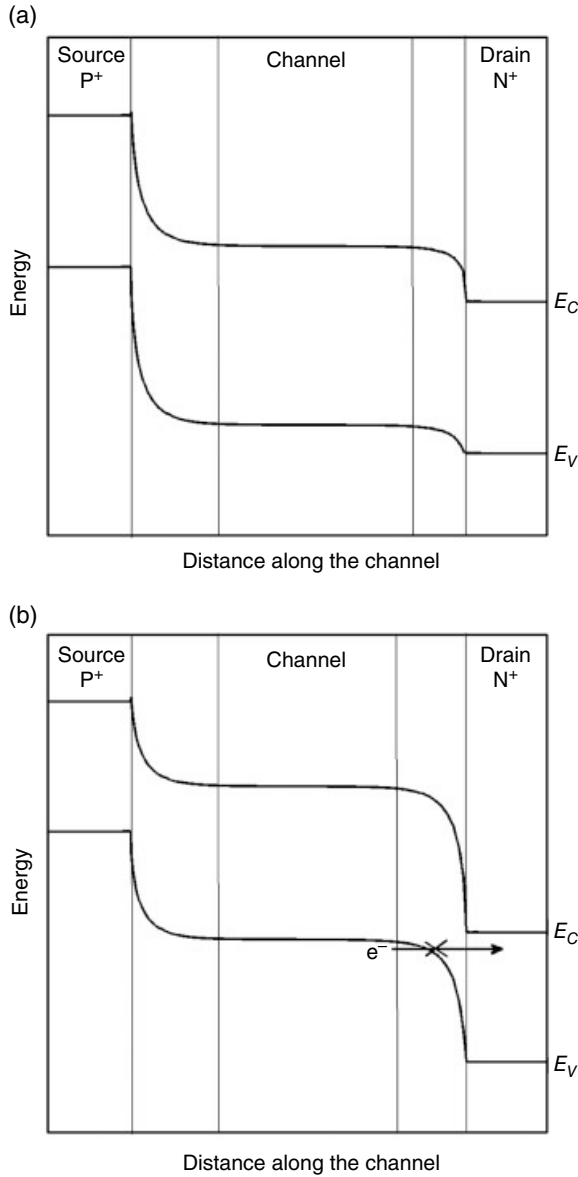 (a)
Source Channel Drain
P⁺ N⁺
Energy
E_C
E_V
Distance along the channel
(b)
Source Channel Drain
P⁺ N⁺
Energy
e⁻
E_C
E_V
Distance along the channel